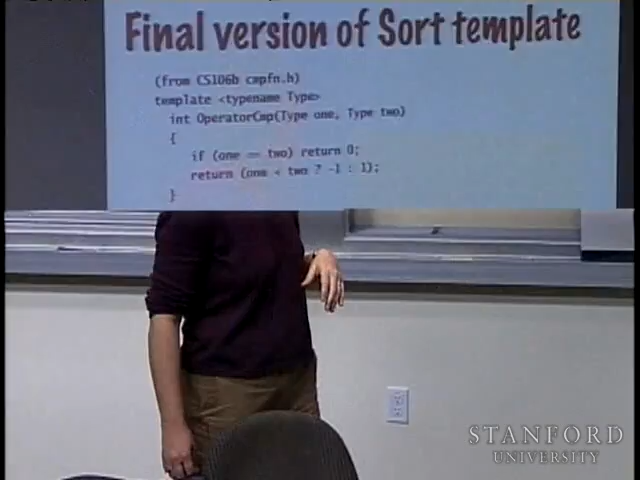 Final version of Sort template
(from CS106b cmpfn.h)
template <typename Type>
int OperatorCmp(Type one, Type two)
{
if (one == two) return 0;
return (one < two ? -1 : 1);
}
STANFORD
UNIVERSITY